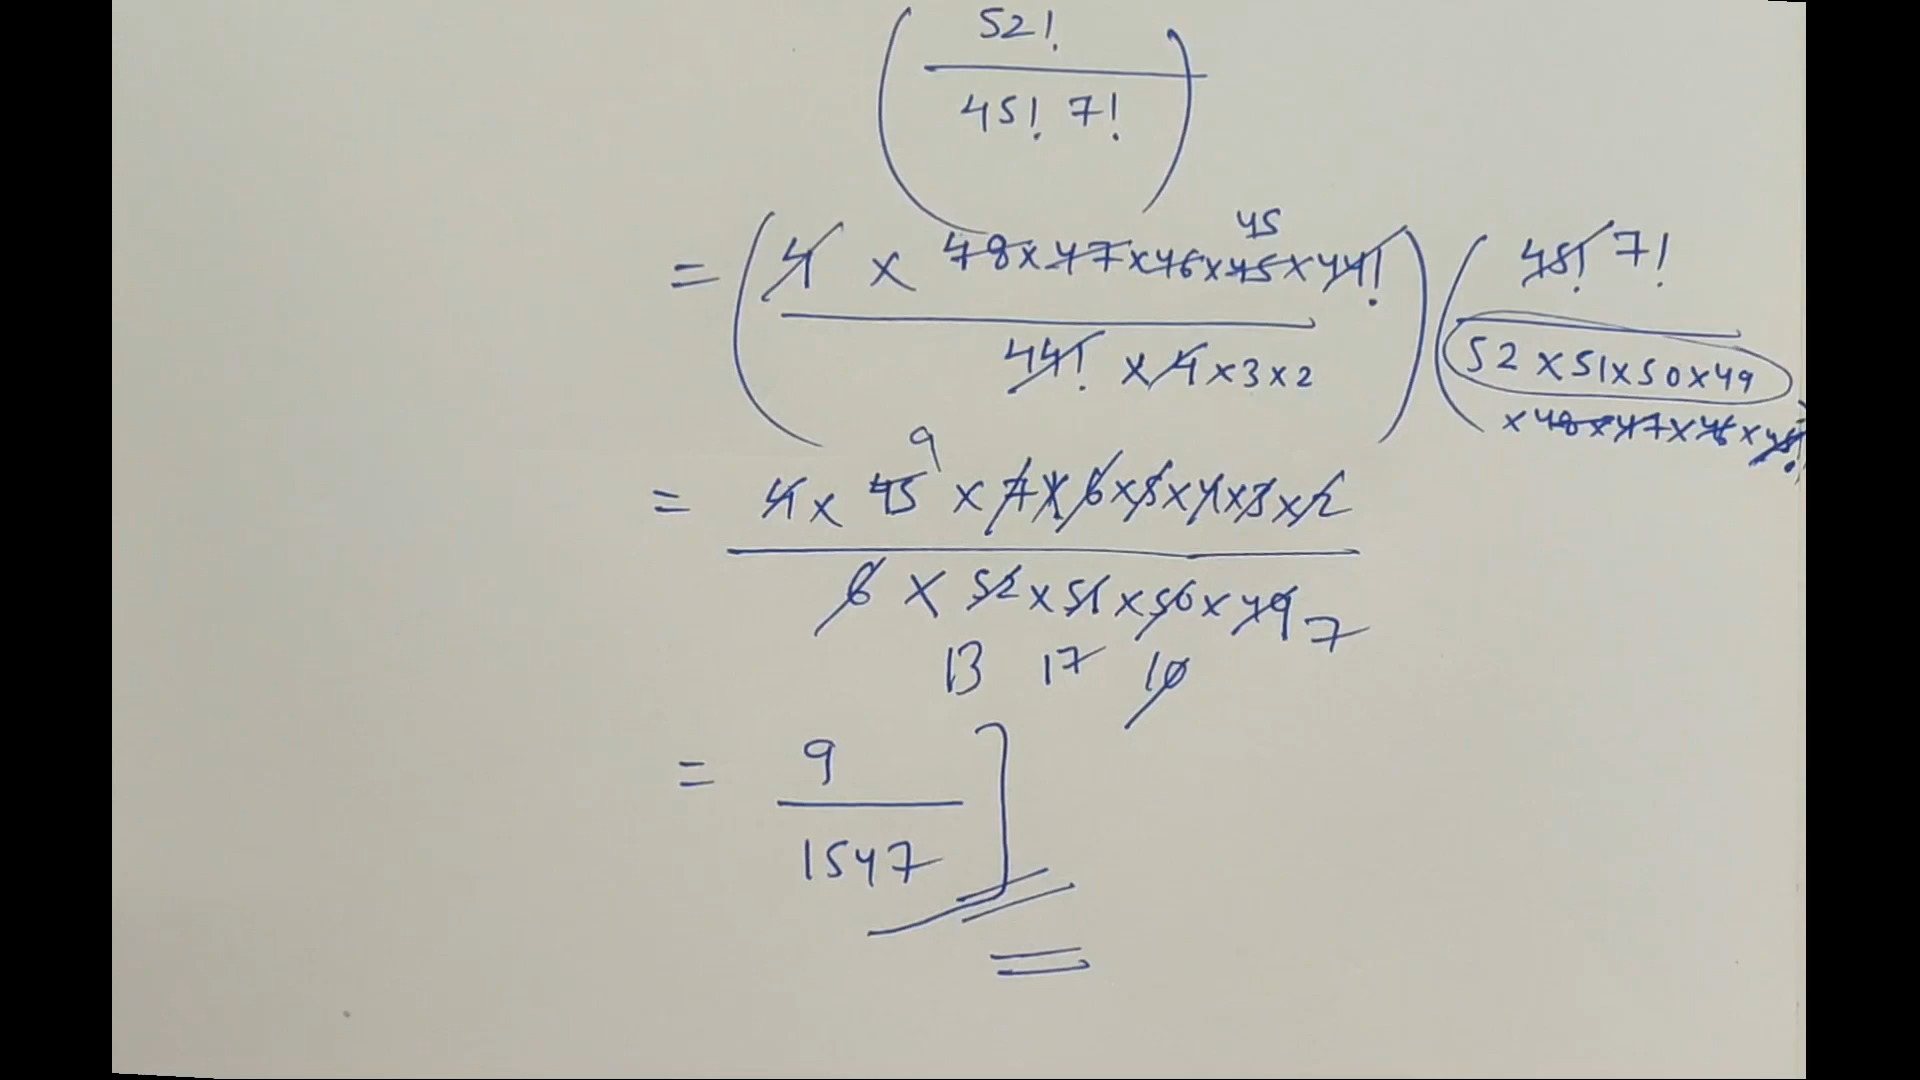 52!
45! 7!
45
= ( 4 × 48×47×46×45×44! ) ( 45! 7!
44! × 4×3×2
52×51×50×49
×48×47×46×45!
9
= 4 × 45 × 7×6×5×4×3×2
6 × 52×51×50×49 7
13 17 10
= 9
1547